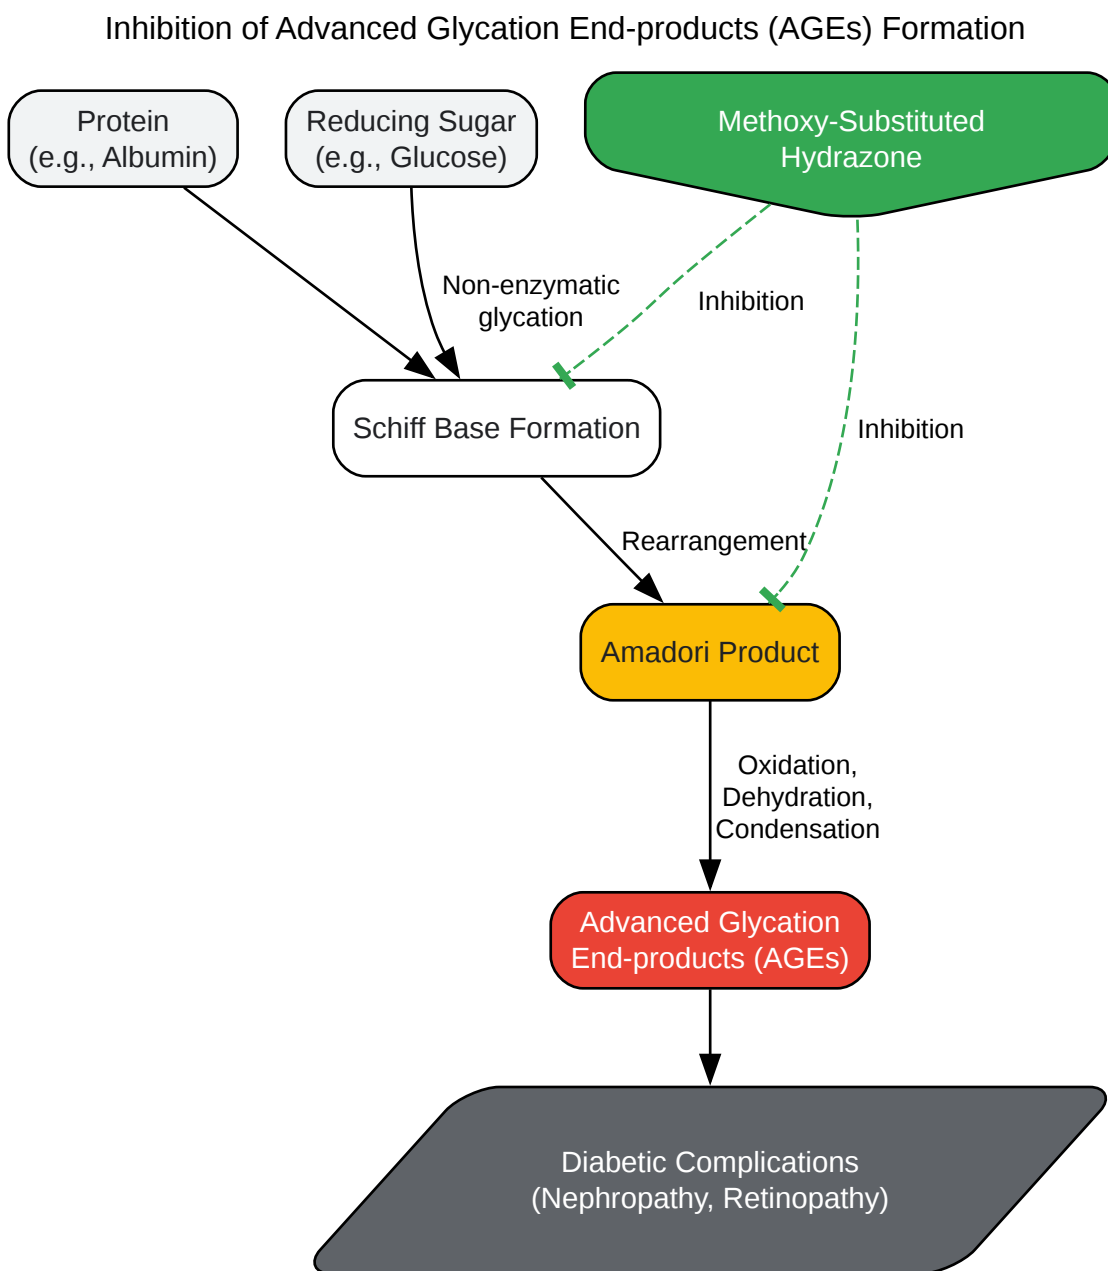 Inhibition of Advanced Glycation End-products (AGEs) Formation
Protein
(e.g., Albumin)
Reducing Sugar
(e.g., Glucose)
Methoxy-Substituted
Hydrazone
Non-enzymatic
glycation
Inhibition
Schiff Base Formation
Inhibition
Rearrangement
Amadori Product
Oxidation,
Dehydration,
Condensation
Advanced Glycation
End-products (AGEs)
Diabetic Complications
(Nephropathy, Retinopathy)